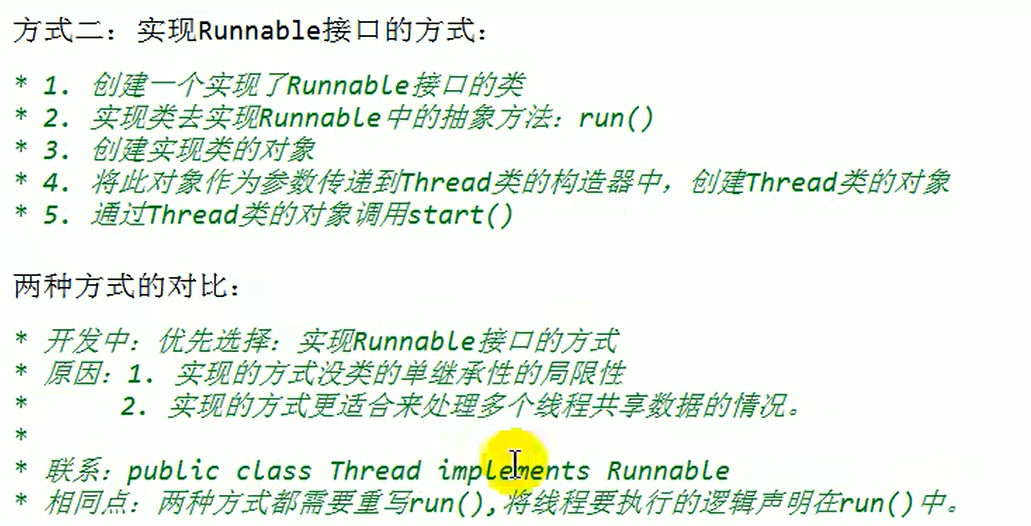 方式二：实现Runnable接口的方式：
* 1. 创建一个实现了Runnable接口的类
* 2. 实现类去实现Runnable中的抽象方法：run()
* 3. 创建实现类的对象
* 4. 将此对象作为参数传递到Thread类的构造器中，创建Thread类的对象
* 5. 通过Thread类的对象调用start()
两种方式的对比：
* 开发中：优先选择：实现Runnable接口的方式
* 原因：1. 实现的方式没类的单继承性的局限性
* 2. 实现的方式更适合来处理多个线程共享数据的情况。
*
* 联系：public class Thread implements Runnable
* 相同点：两种方式都需要重写run(),将线程要执行的逻辑声明在run()中。